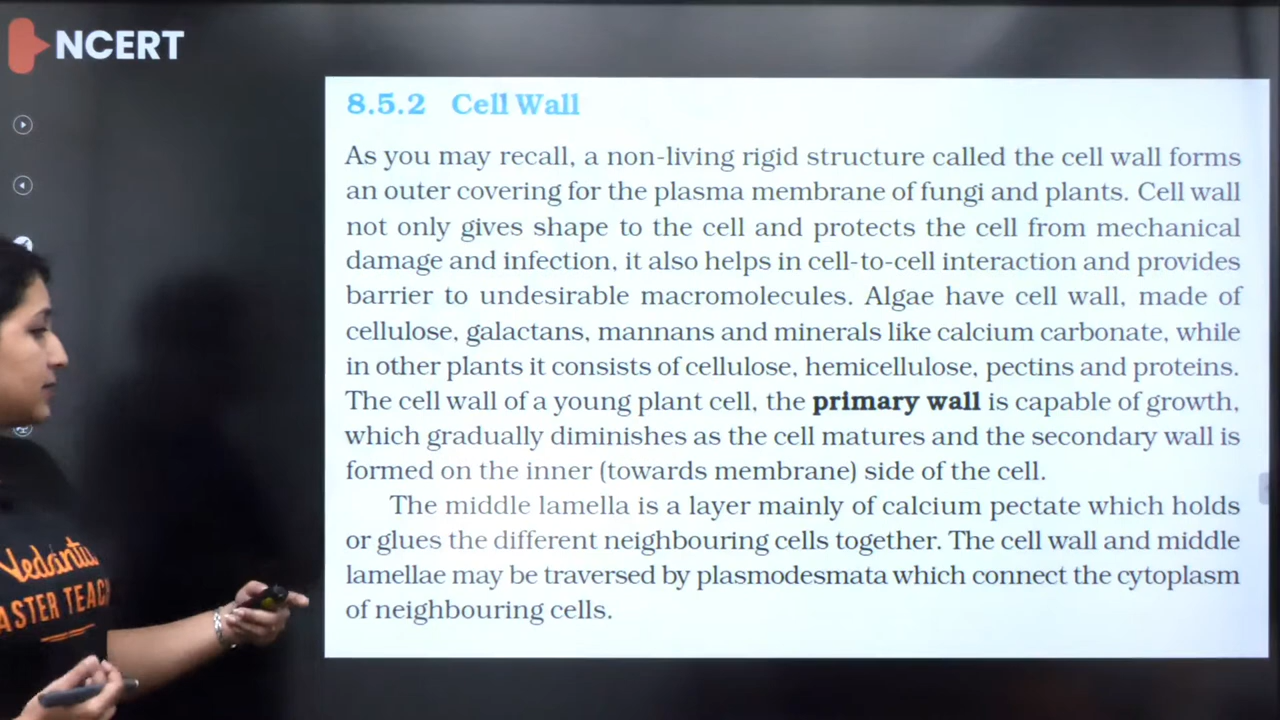 NCERT
8.5.2 Cell Wall
As you may recall, a non-living rigid structure called the cell wall forms
an outer covering for the plasma membrane of fungi and plants. Cell wall
not only gives shape to the cell and protects the cell from mechanical
damage and infection, it also helps in cell-to-cell interaction and provides
barrier to undesirable macromolecules. Algae have cell wall, made of
cellulose, galactans, mannans and minerals like calcium carbonate, while
in other plants it consists of cellulose, hemicellulose, pectins and proteins.
The cell wall of a young plant cell, the primary wall is capable of growth,
which gradually diminishes as the cell matures and the secondary wall is
formed on the inner (towards membrane) side of the cell.
The middle lamella is a layer mainly of calcium pectate which holds
or glues the different neighbouring cells together. The cell wall and middle
lamellae may be traversed by plasmodesmata which connect the cytoplasm
of neighbouring cells.
Vedantu
ASTER TEAC